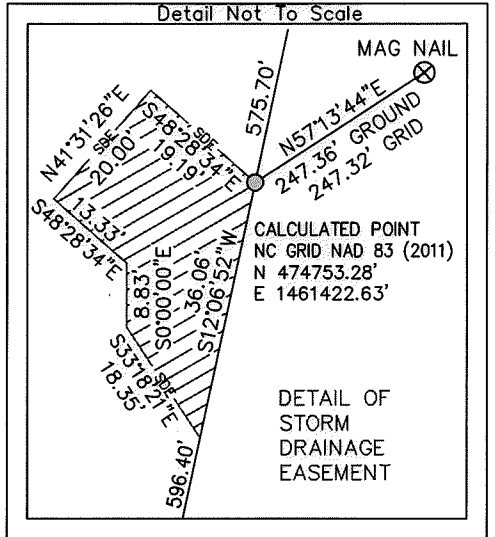 Detail Not To Scale
MAG NAIL
575.70'
N57°13'44"E
247.36' GROUND
247.32' GRID
S48°28'34"E
SDE
19.19'
N41°31'26"E
SDE
20.00'
13.33'
S48°28'34"E
8.83'
S0°00'00"E
36.06'
S12°06'52"W
SDE
S33°18'21"E
18.35'
596.40'
CALCULATED POINT
NC GRID NAD 83 (2011)
N 474753.28'
E 1461422.63'
DETAIL OF
STORM
DRAINAGE
EASEMENT